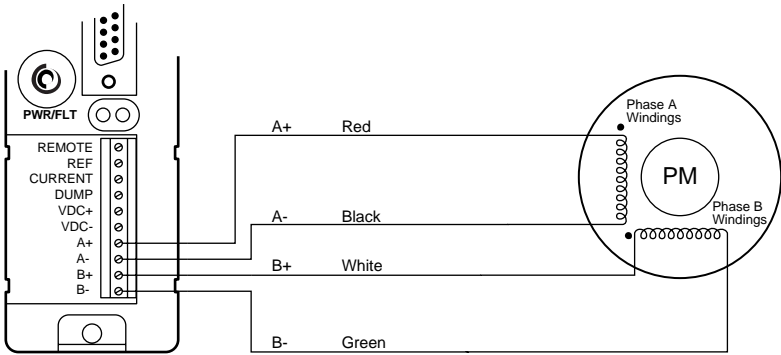 PWR/FLT
REMOTE
REF
CURRENT
DUMP
VDC+
VDC-
A+
A-
B+
B-
A+ Red
A- Black
B+ White
B- Green
Phase A
Windings
PM
Phase B
Windings